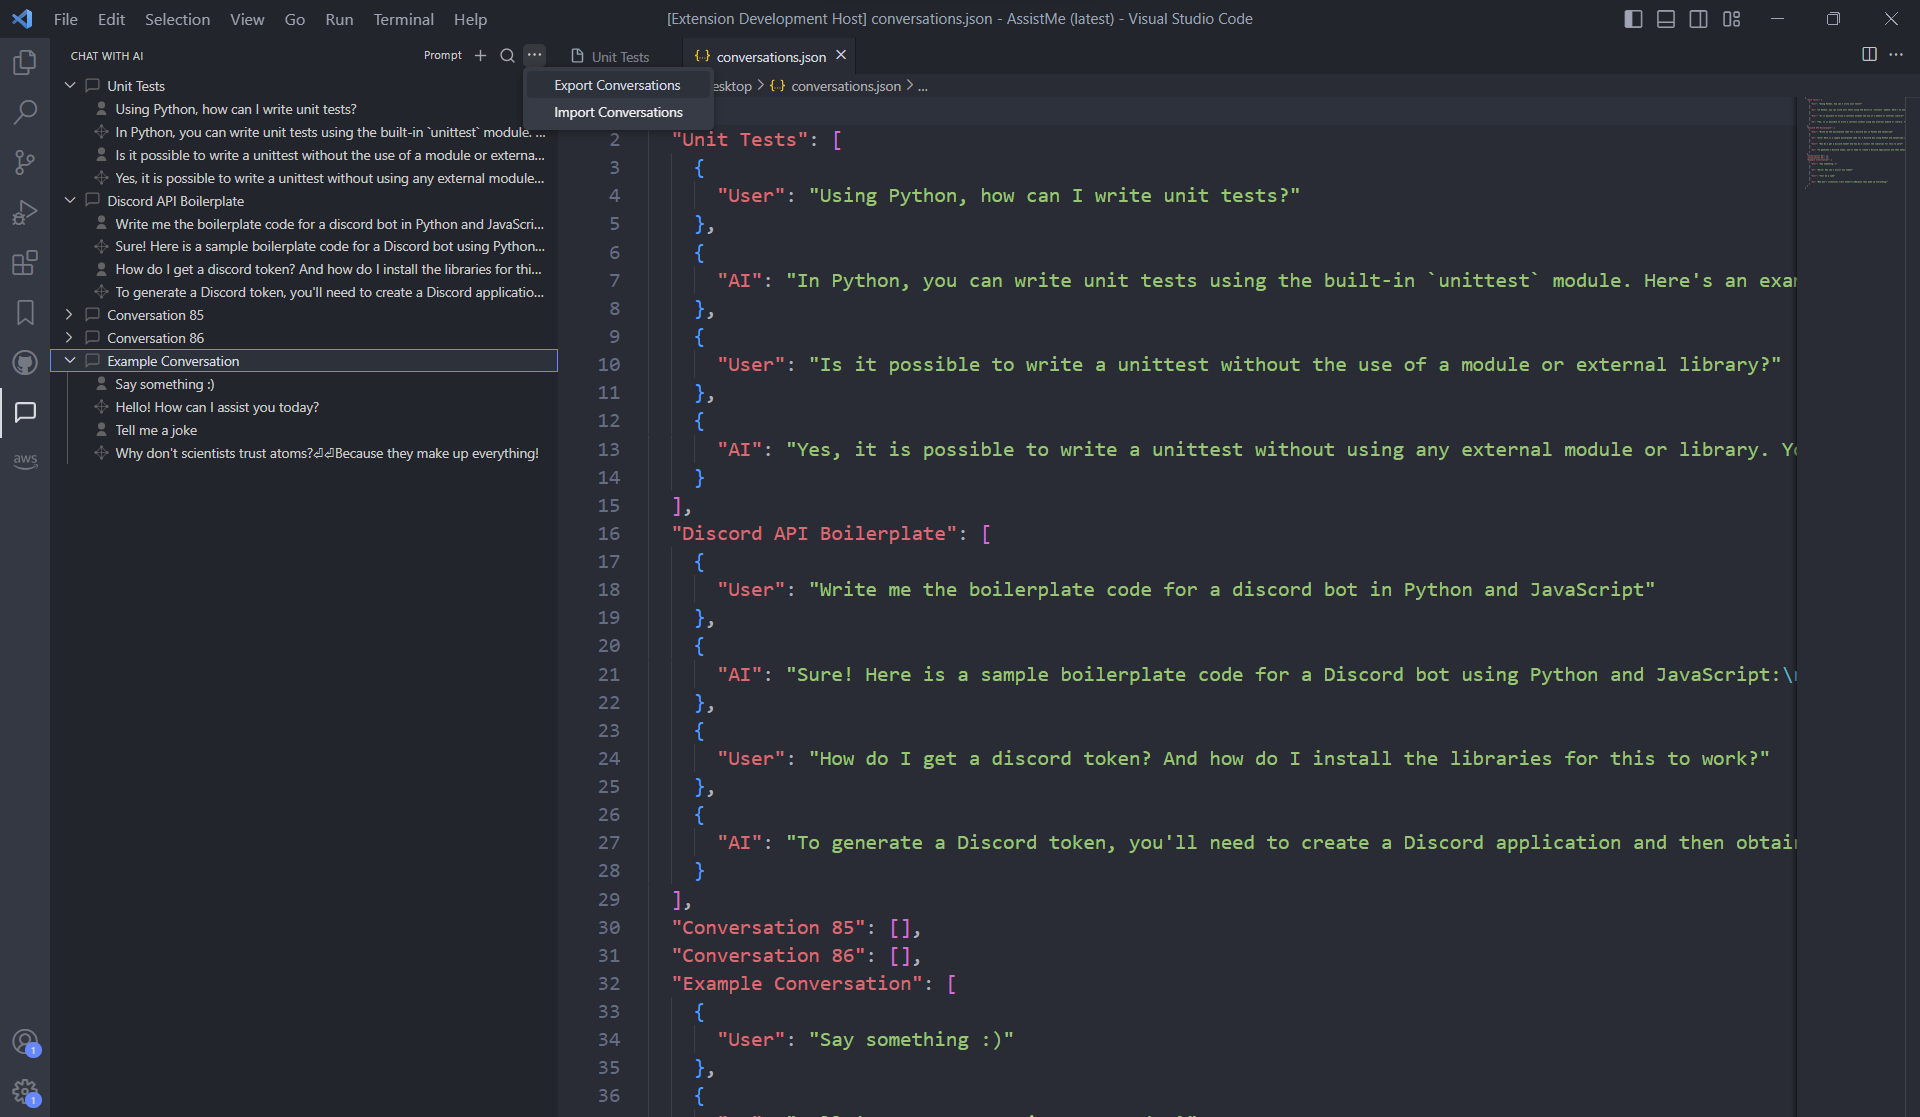 File Edit Selection View Go Run Terminal Help
[Extension Development Host] conversations.json - AssistMe (latest) - Visual Studio Code
CHAT WITH AI
Prompt
Unit Tests
Using Python, how can I write unit tests?
In Python, you can write unit tests using the built-in `unittest` module. ...
Is it possible to write a unittest without the use of a module or externa...
Yes, it is possible to write a unittest without using any external module...
Discord API Boilerplate
Write me the boilerplate code for a discord bot in Python and JavaScri...
Sure! Here is a sample boilerplate code for a Discord bot using Python...
How do I get a discord token? And how do I install the libraries for thi...
To generate a Discord token, you'll need to create a Discord applicatio...
Conversation 85
Conversation 86
Example Conversation
Say something :)
Hello! How can I assist you today?
Tell me a joke
Why don't scientists trust atoms?⏎⏎Because they make up everything!
aws
1
1
Export Conversations
Import Conversations
Unit Tests
{..} conversations.json
esktop > {..} conversations.json > ...
2 "Unit Tests": [
3 {
4 "User": "Using Python, how can I write unit tests?"
5 },
6 {
7 "AI": "In Python, you can write unit tests using the built-in `unittest` module. Here's an
8 },
9 {
10 "User": "Is it possible to write a unittest without the use of a module or external library?"
11 },
12 {
13 "AI": "Yes, it is possible to write a unittest without using any external module or library.
14 }
15 ],
16 "Discord API Boilerplate": [
17 {
18 "User": "Write me the boilerplate code for a discord bot in Python and JavaScript"
19 },
20 {
21 "AI": "Sure! Here is a sample boilerplate code for a Discord bot using Python and JavaScript:\
22 },
23 {
24 "User": "How do I get a discord token? And how do I install the libraries for this to work?"
25 },
26 {
27 "AI": "To generate a Discord token, you'll need to create a Discord application and then obtai
28 }
29 ],
30 "Conversation 85": [],
31 "Conversation 86": [],
32 "Example Conversation": [
33 {
34 "User": "Say something :)"
35 },
36 {